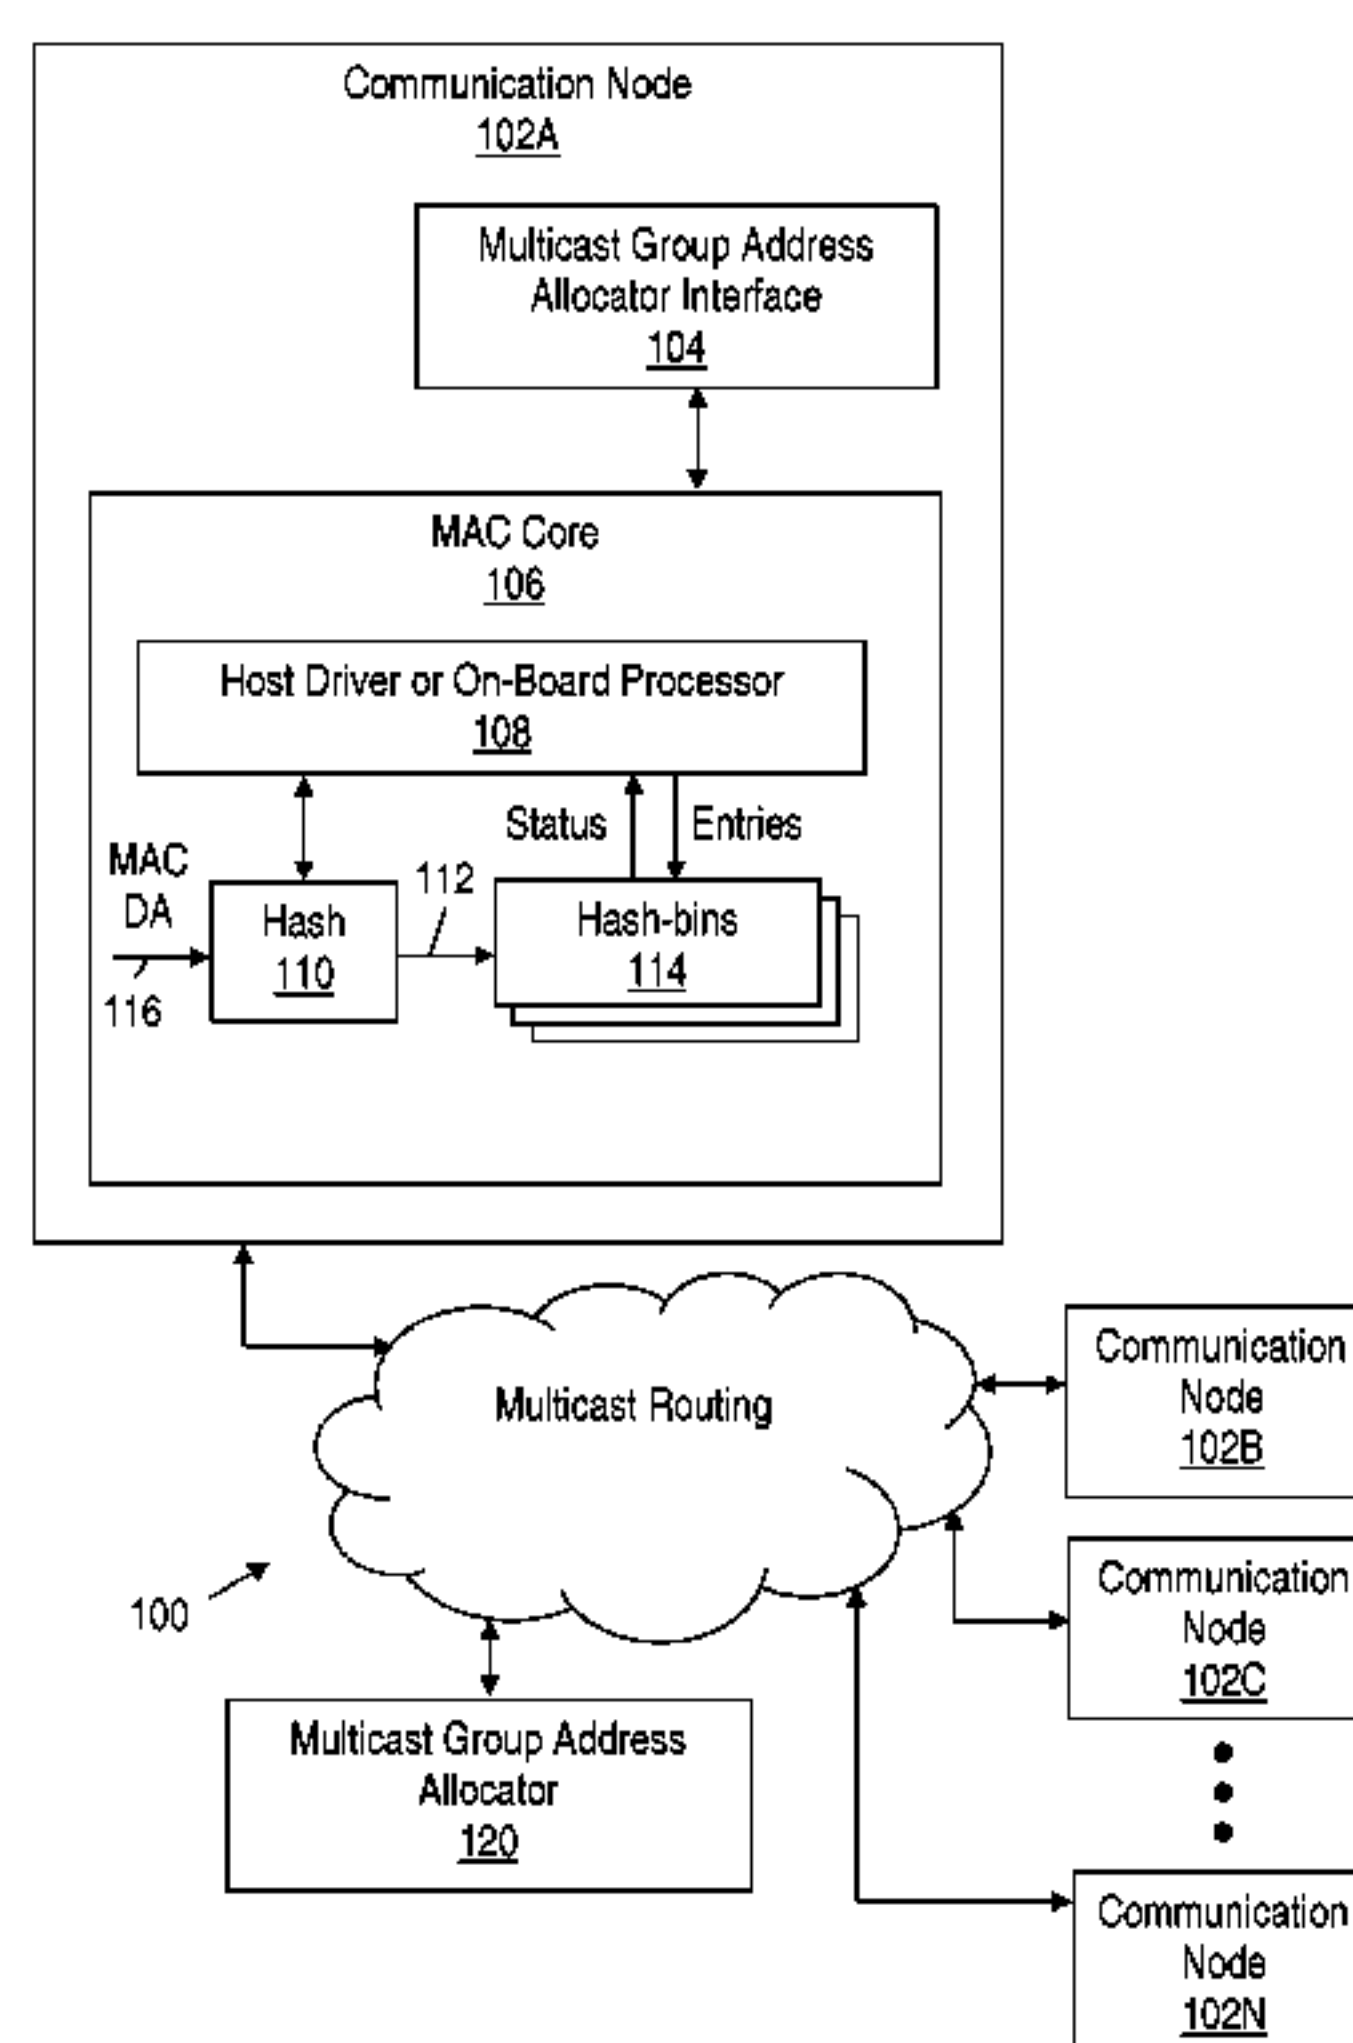 Communication Node
102A
Multicast Group Address
Allocator Interface
104
MAC Core
106
Host Driver or On-Board Processor
108
Status
Entries
MAC
DA
116
Hash
110
112
Hash-bins
114
Multicast Routing
Communication
Node
102B
Communication
Node
102C
100
Multicast Group Address
Allocator
120
Communication
Node
102N